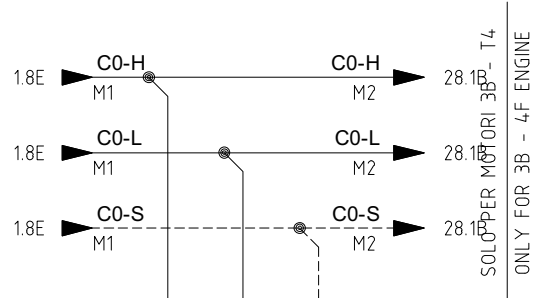 C0-H C0-H
1.8E 28.1B
M1 M2
C0-L C0-L
1.8E 28.1B
M1 M2
C0-S C0-S
1.8E 28.1B
M1 M2
SOLO PER MOTORI 3B - T4
ONLY FOR 3B - 4F ENGINE